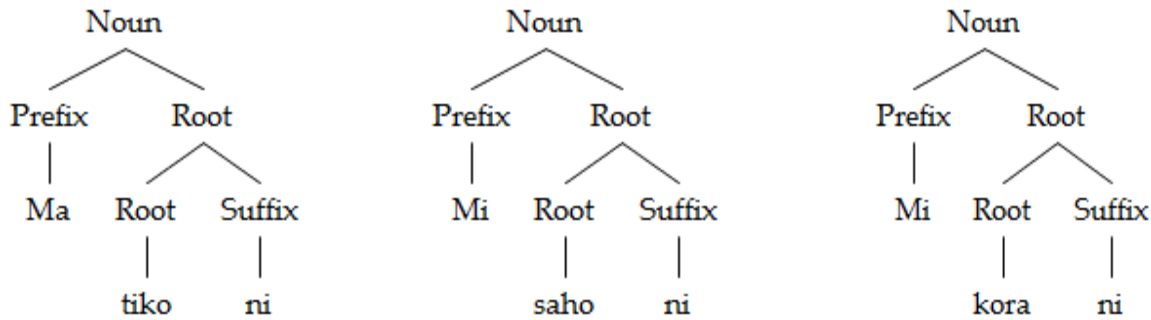 Noun Noun Noun
Prefix Root Prefix Root Prefix Root
Ma Root Suffix Mi Root Suffix Mi Root Suffix
tiko ni saho ni kora ni